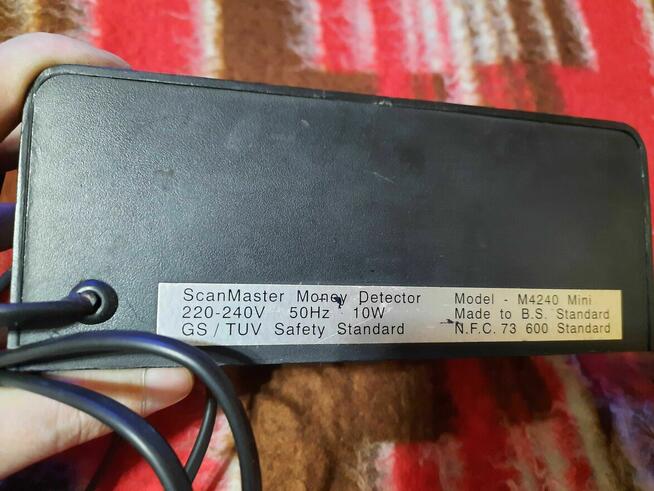 ScanMaster Money Detector
220-240V 50Hz 10W
GS / TUV Safety Standard
Model - M4240 Mini
Made to B.S. Standard
N.F.C. 73 600 Standard